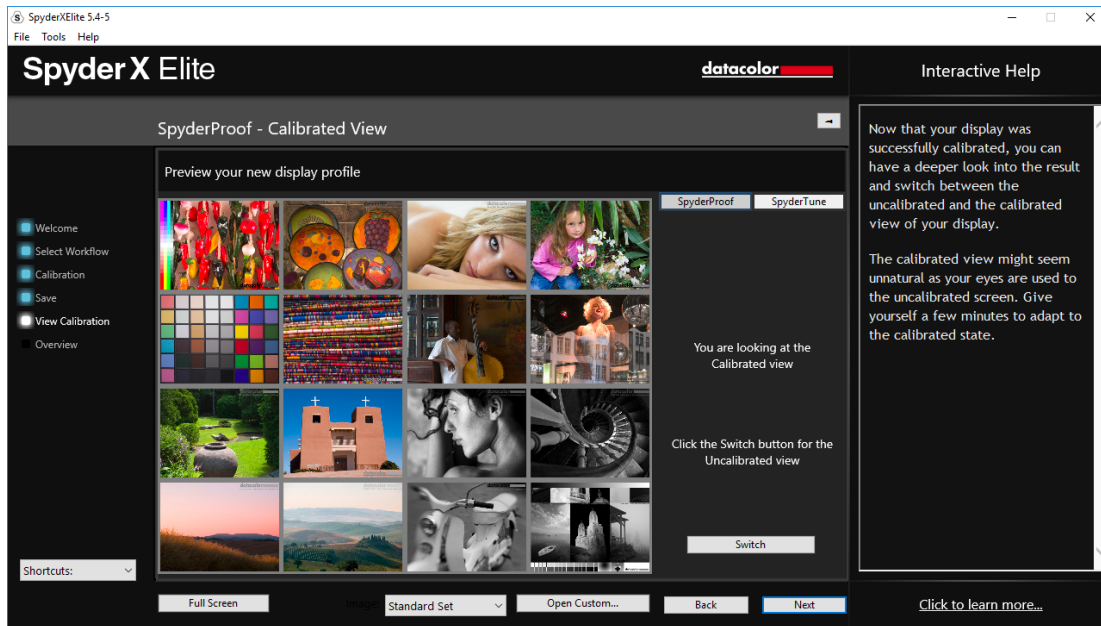 SpyderXElite 5.4-5
File Tools Help
Spyder X Elite
datacolor
Interactive Help
SpyderProof - Calibrated View
Preview your new display profile
SpyderProof SpyderTune
Welcome
Select Workflow
Calibration
Save
View Calibration
Overview
You are looking at the
Calibrated view
Click the Switch button for the
Uncalibrated view
Switch
Now that your display was
successfully calibrated, you can
have a deeper look into the result
and switch between the
uncalibrated and the calibrated
view of your display.
The calibrated view might seem
unnatural as your eyes are used to
the uncalibrated screen. Give
yourself a few minutes to adapt to
the calibrated state.
Shortcuts:
Full Screen
Image:
Standard Set
Open Custom...
Back
Next
Click to learn more...